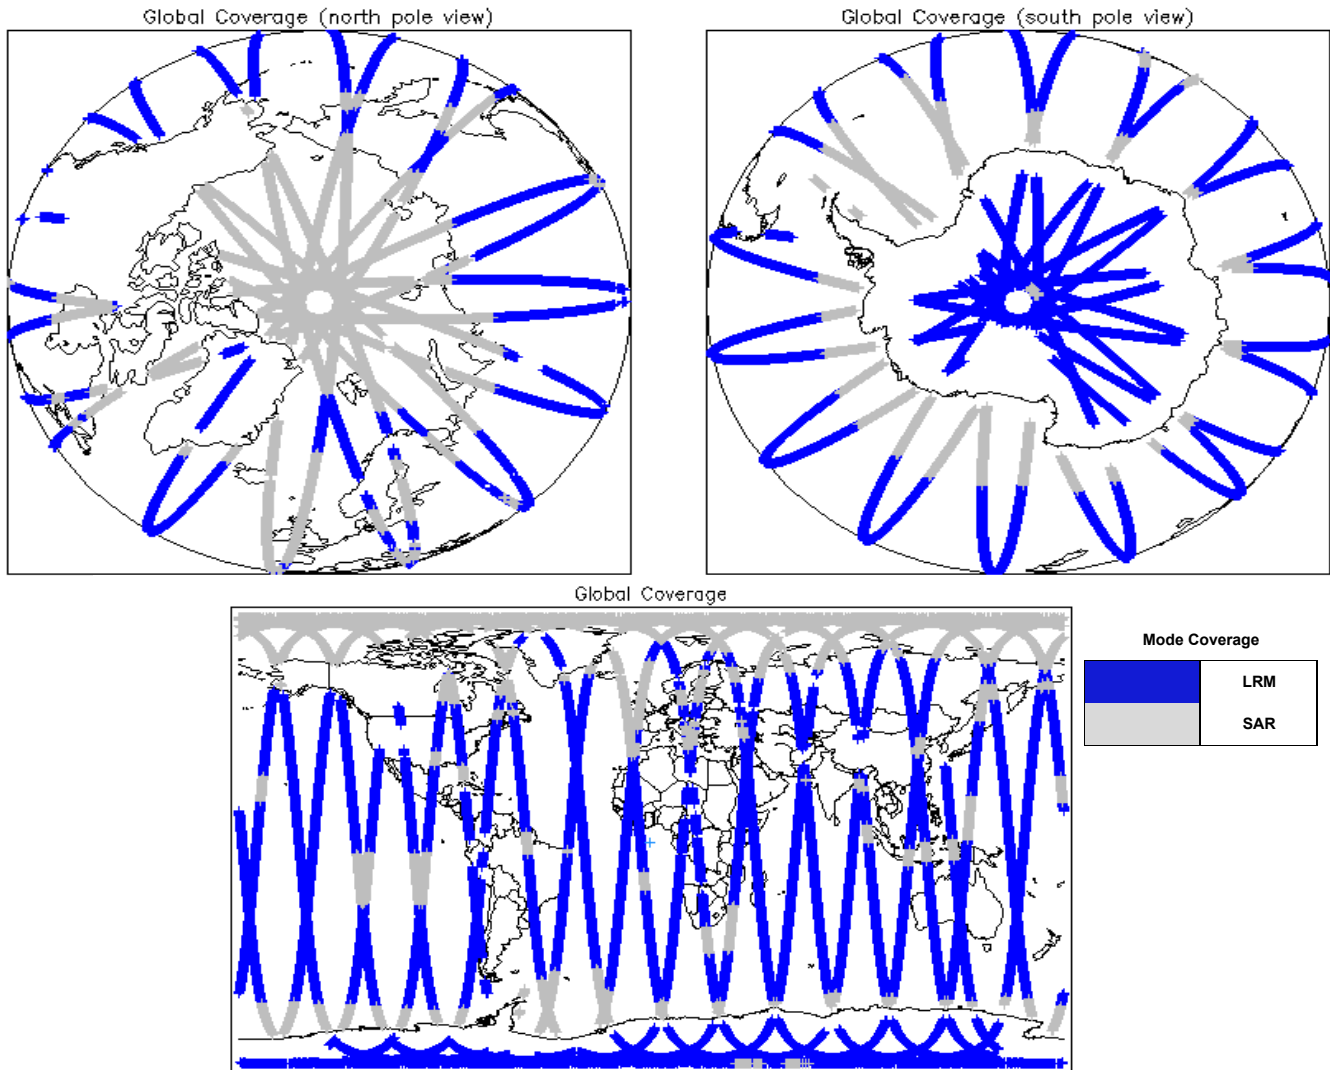 Global Coverage (north pole view)
Global Coverage (south pole view)
Global Coverage
Mode Coverage
LRM
SAR